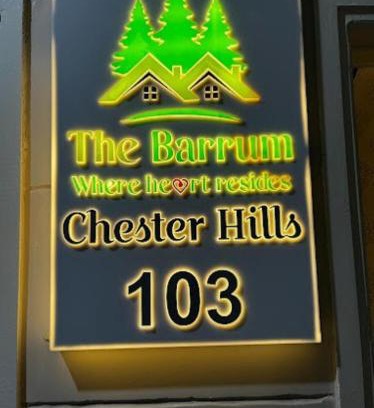 The Barrum
Where heart resides
Chester Hills
103